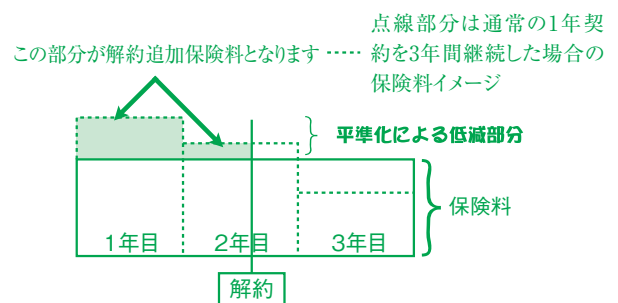 点線部分は通常の1年契
約を3年間継続した場合の
保険料イメージ
この部分が解約追加保険料となります
平準化による低減部分
保険料
1年目
2年目
3年目
解約